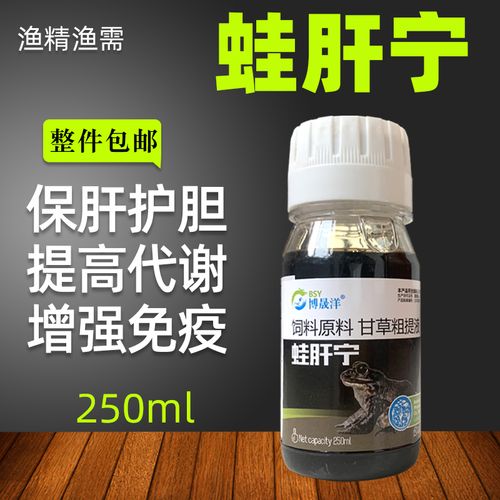 渔精渔需
蛙肝宁
整件包邮
保肝护胆
提高代谢
增强免疫
250ml
BSY
博晟洋®
饲料原料 甘草粗提液
蛙肝宁
Net capacity 250ml